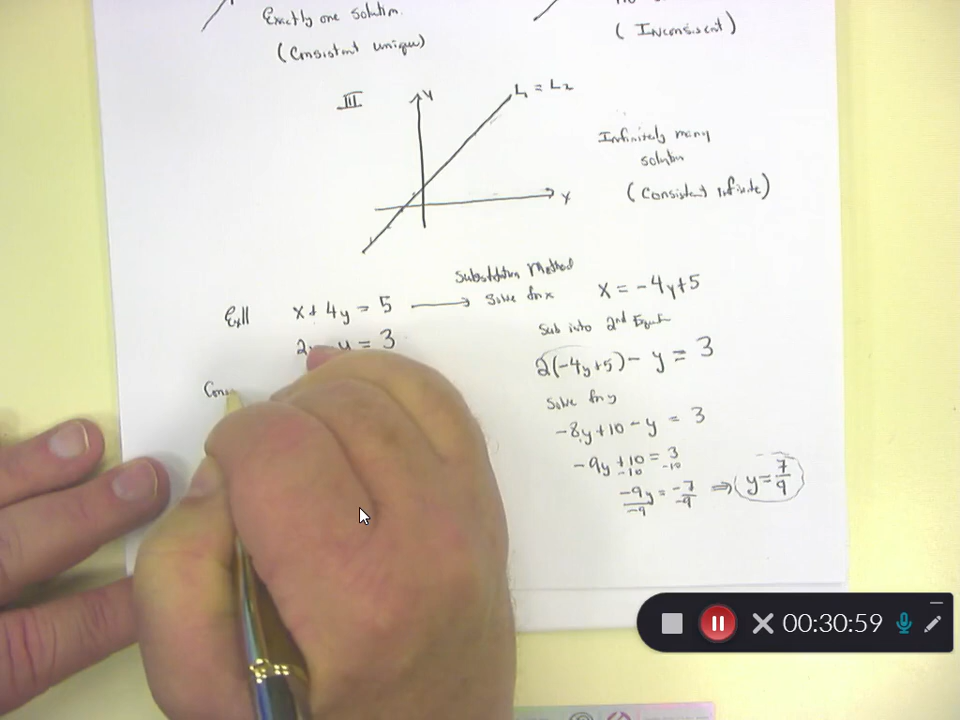 Exactly one solution.
(Consistent unique)
(Inconsistent)
III
y
L1 = L2
x
Infinitely many
solution
(Consistent infinite)
Substitution Method
x + 4y = 5
Solve for x
x = -4y+5
Sub into 2nd Equation
y = 3
2(-4y+5) - y = 3
Solve for y
-8y+10 - y = 3
-9y +10 = 3
-10 -10
-9y = -7
-9 -9
⇒ y = 7/9
00:30:59